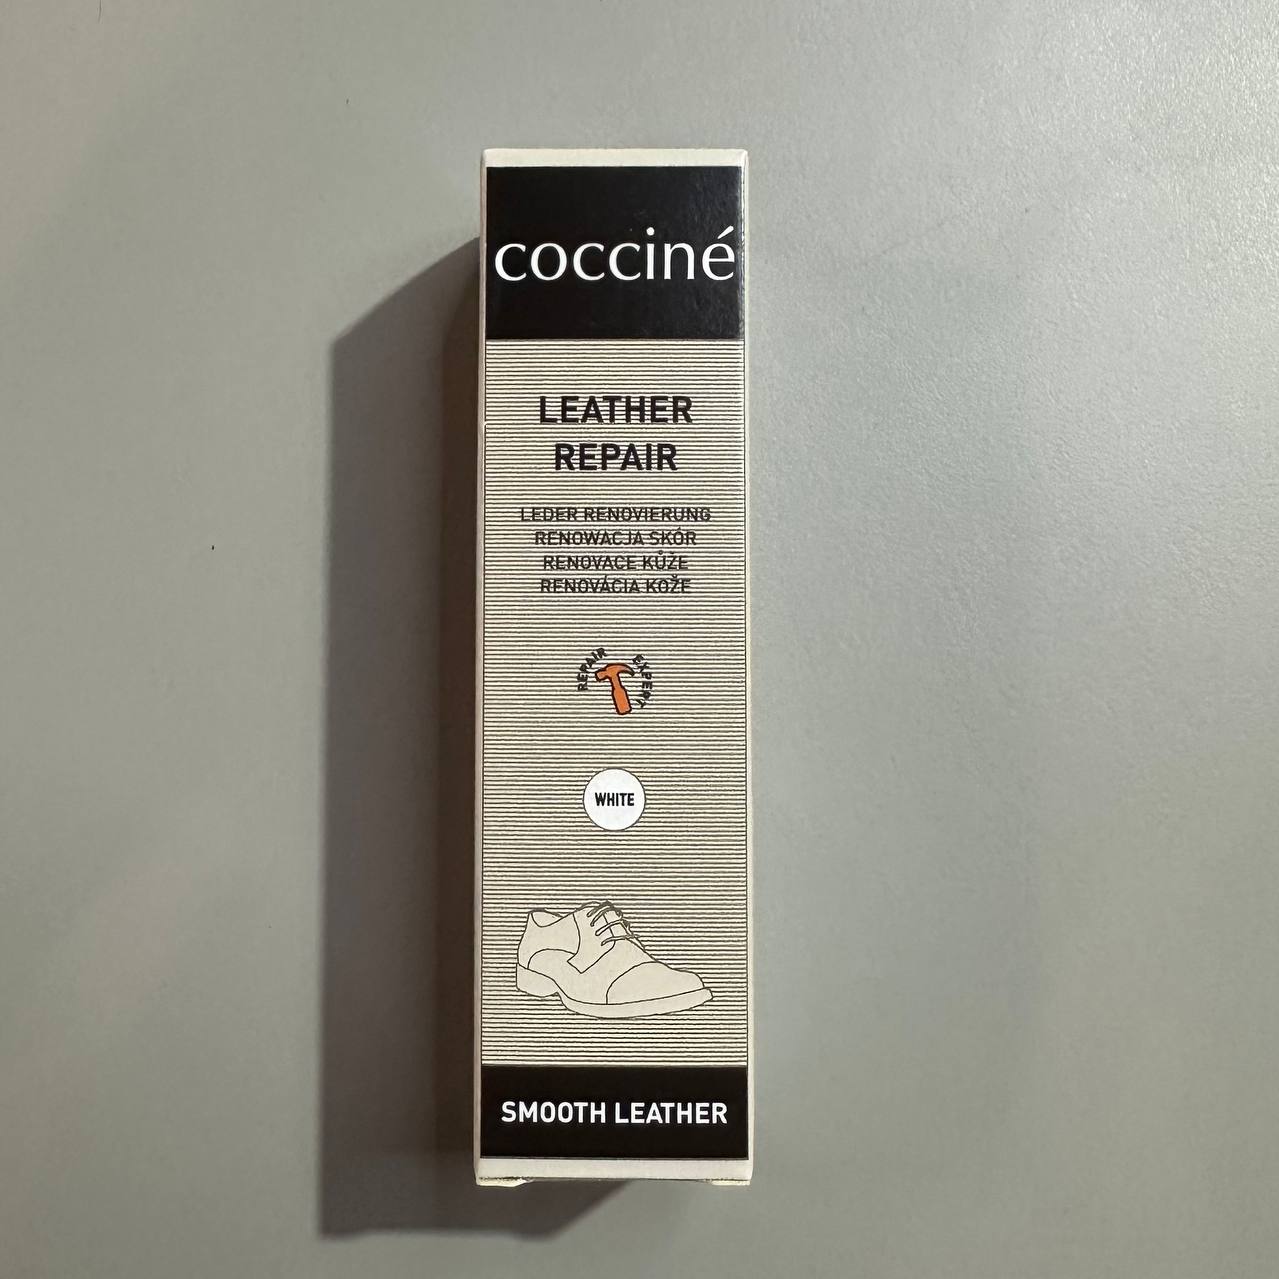 cocciné
LEATHER
REPAIR
LEDER RENOVIERUNG
RENOWACJA SKÓR
RENOVACE KŮŽE
RENOVÁCIA KOŽE
REPAIR EXPERT
WHITE
SMOOTH LEATHER